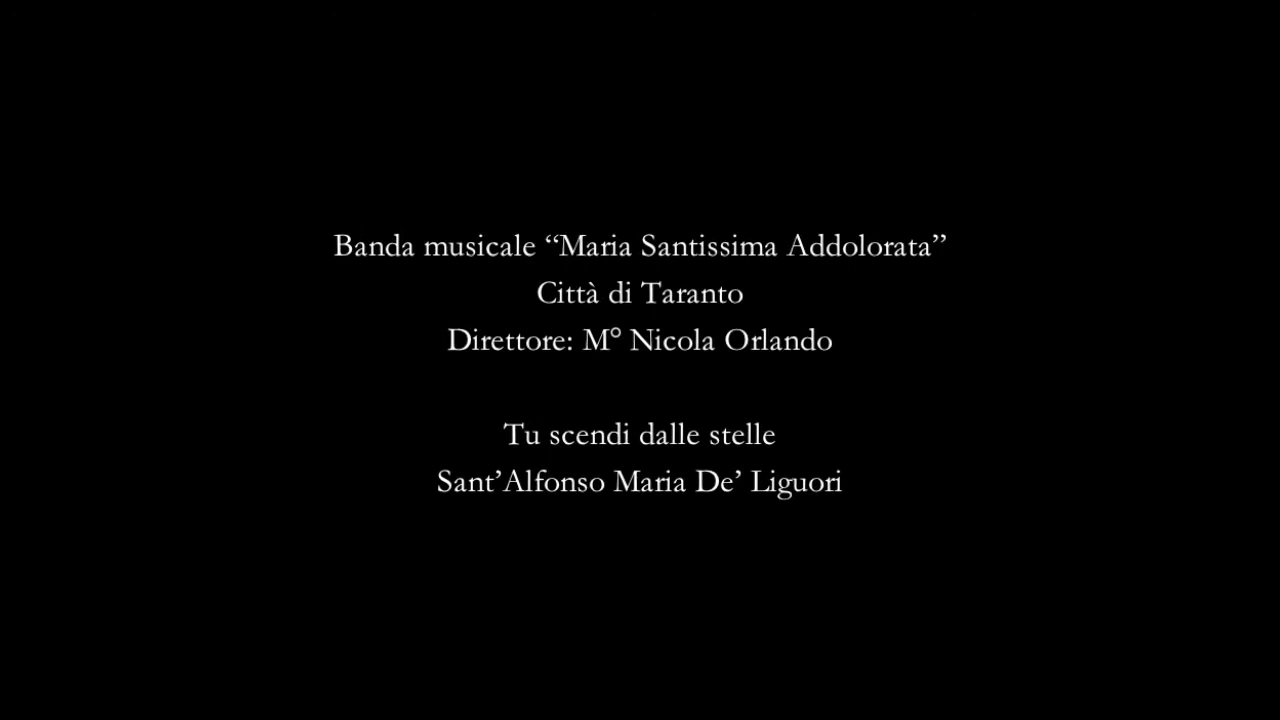 Banda musicale “Maria Santissima Addolorata”
Città di Taranto
Direttore: M° Nicola Orlando
Tu scendi dalle stelle
Sant’Alfonso Maria De’ Liguori